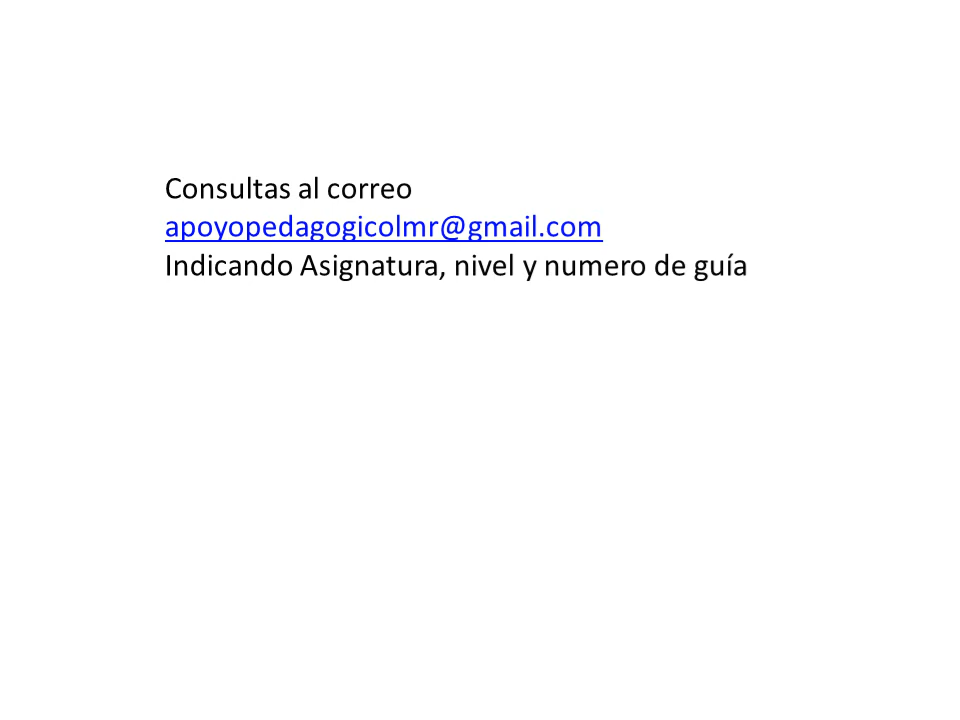 Consultas al correo
apoyopedagogicolmr@gmail.com
Indicando Asignatura, nivel y numero de guía